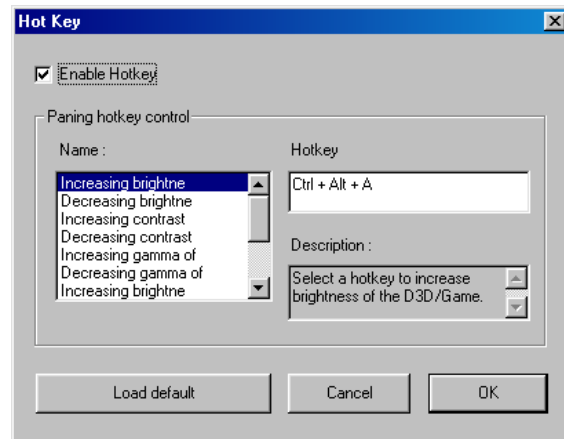 Hot Key
Enable Hotkey
Paning hotkey control
Name :
Increasing brightne
Decreasing brightne
Increasing contrast
Decreasing contrast
Increasing gamma of
Decreasing gamma of
Increasing brightne
Hotkey
Ctrl + Alt + A
Description :
Select a hotkey to increase
brightness of the D3D/Game.
Load default
Cancel
OK